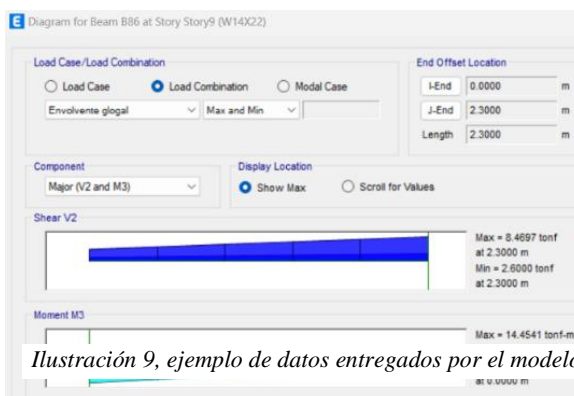 Diagram for Beam B86 at Story Story9 (W14X22)
Load Case/Load Combination
Load Case
Load Combination
Modal Case
Envolvente glogal
Max and Min
End Offset Location
I-End
0.0000
m
J-End
2.3000
m
Length
2.3000
m
Component
Major (V2 and M3)
Display Location
Show Max
Scroll for Values
Shear V2
Max = 8.4697 tonf
at 2.3000 m
Min = 2.6000 tonf
at 2.3000 m
Moment M3
Max = 14.4541 tonf-m
Ilustración 9, ejemplo de datos entregados por el modelo
at 0.0000 m